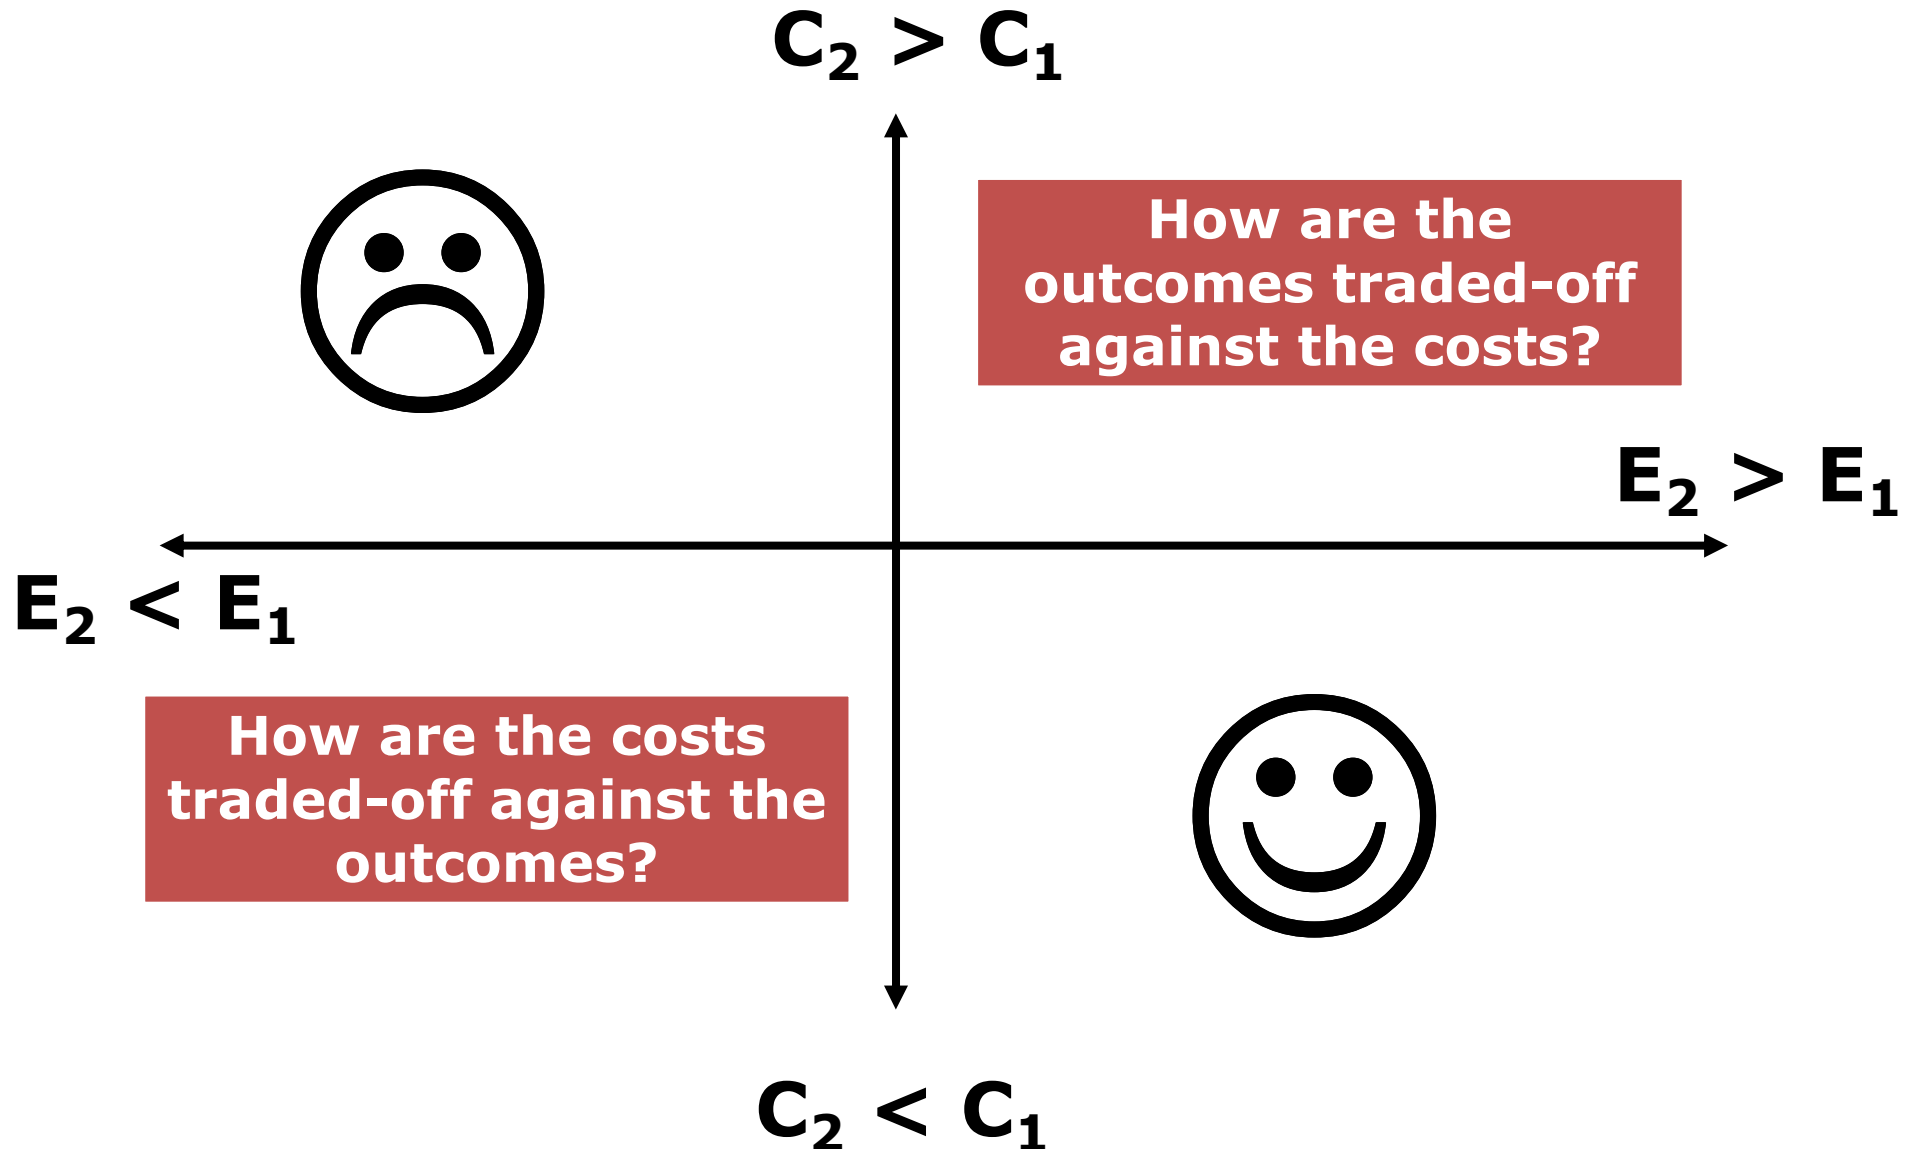 C₂ > C₁
How are the
outcomes traded-off
against the costs?
E₂ > E₁
E₂ < E₁
How are the costs
traded-off against the
outcomes?
C₂ < C₁